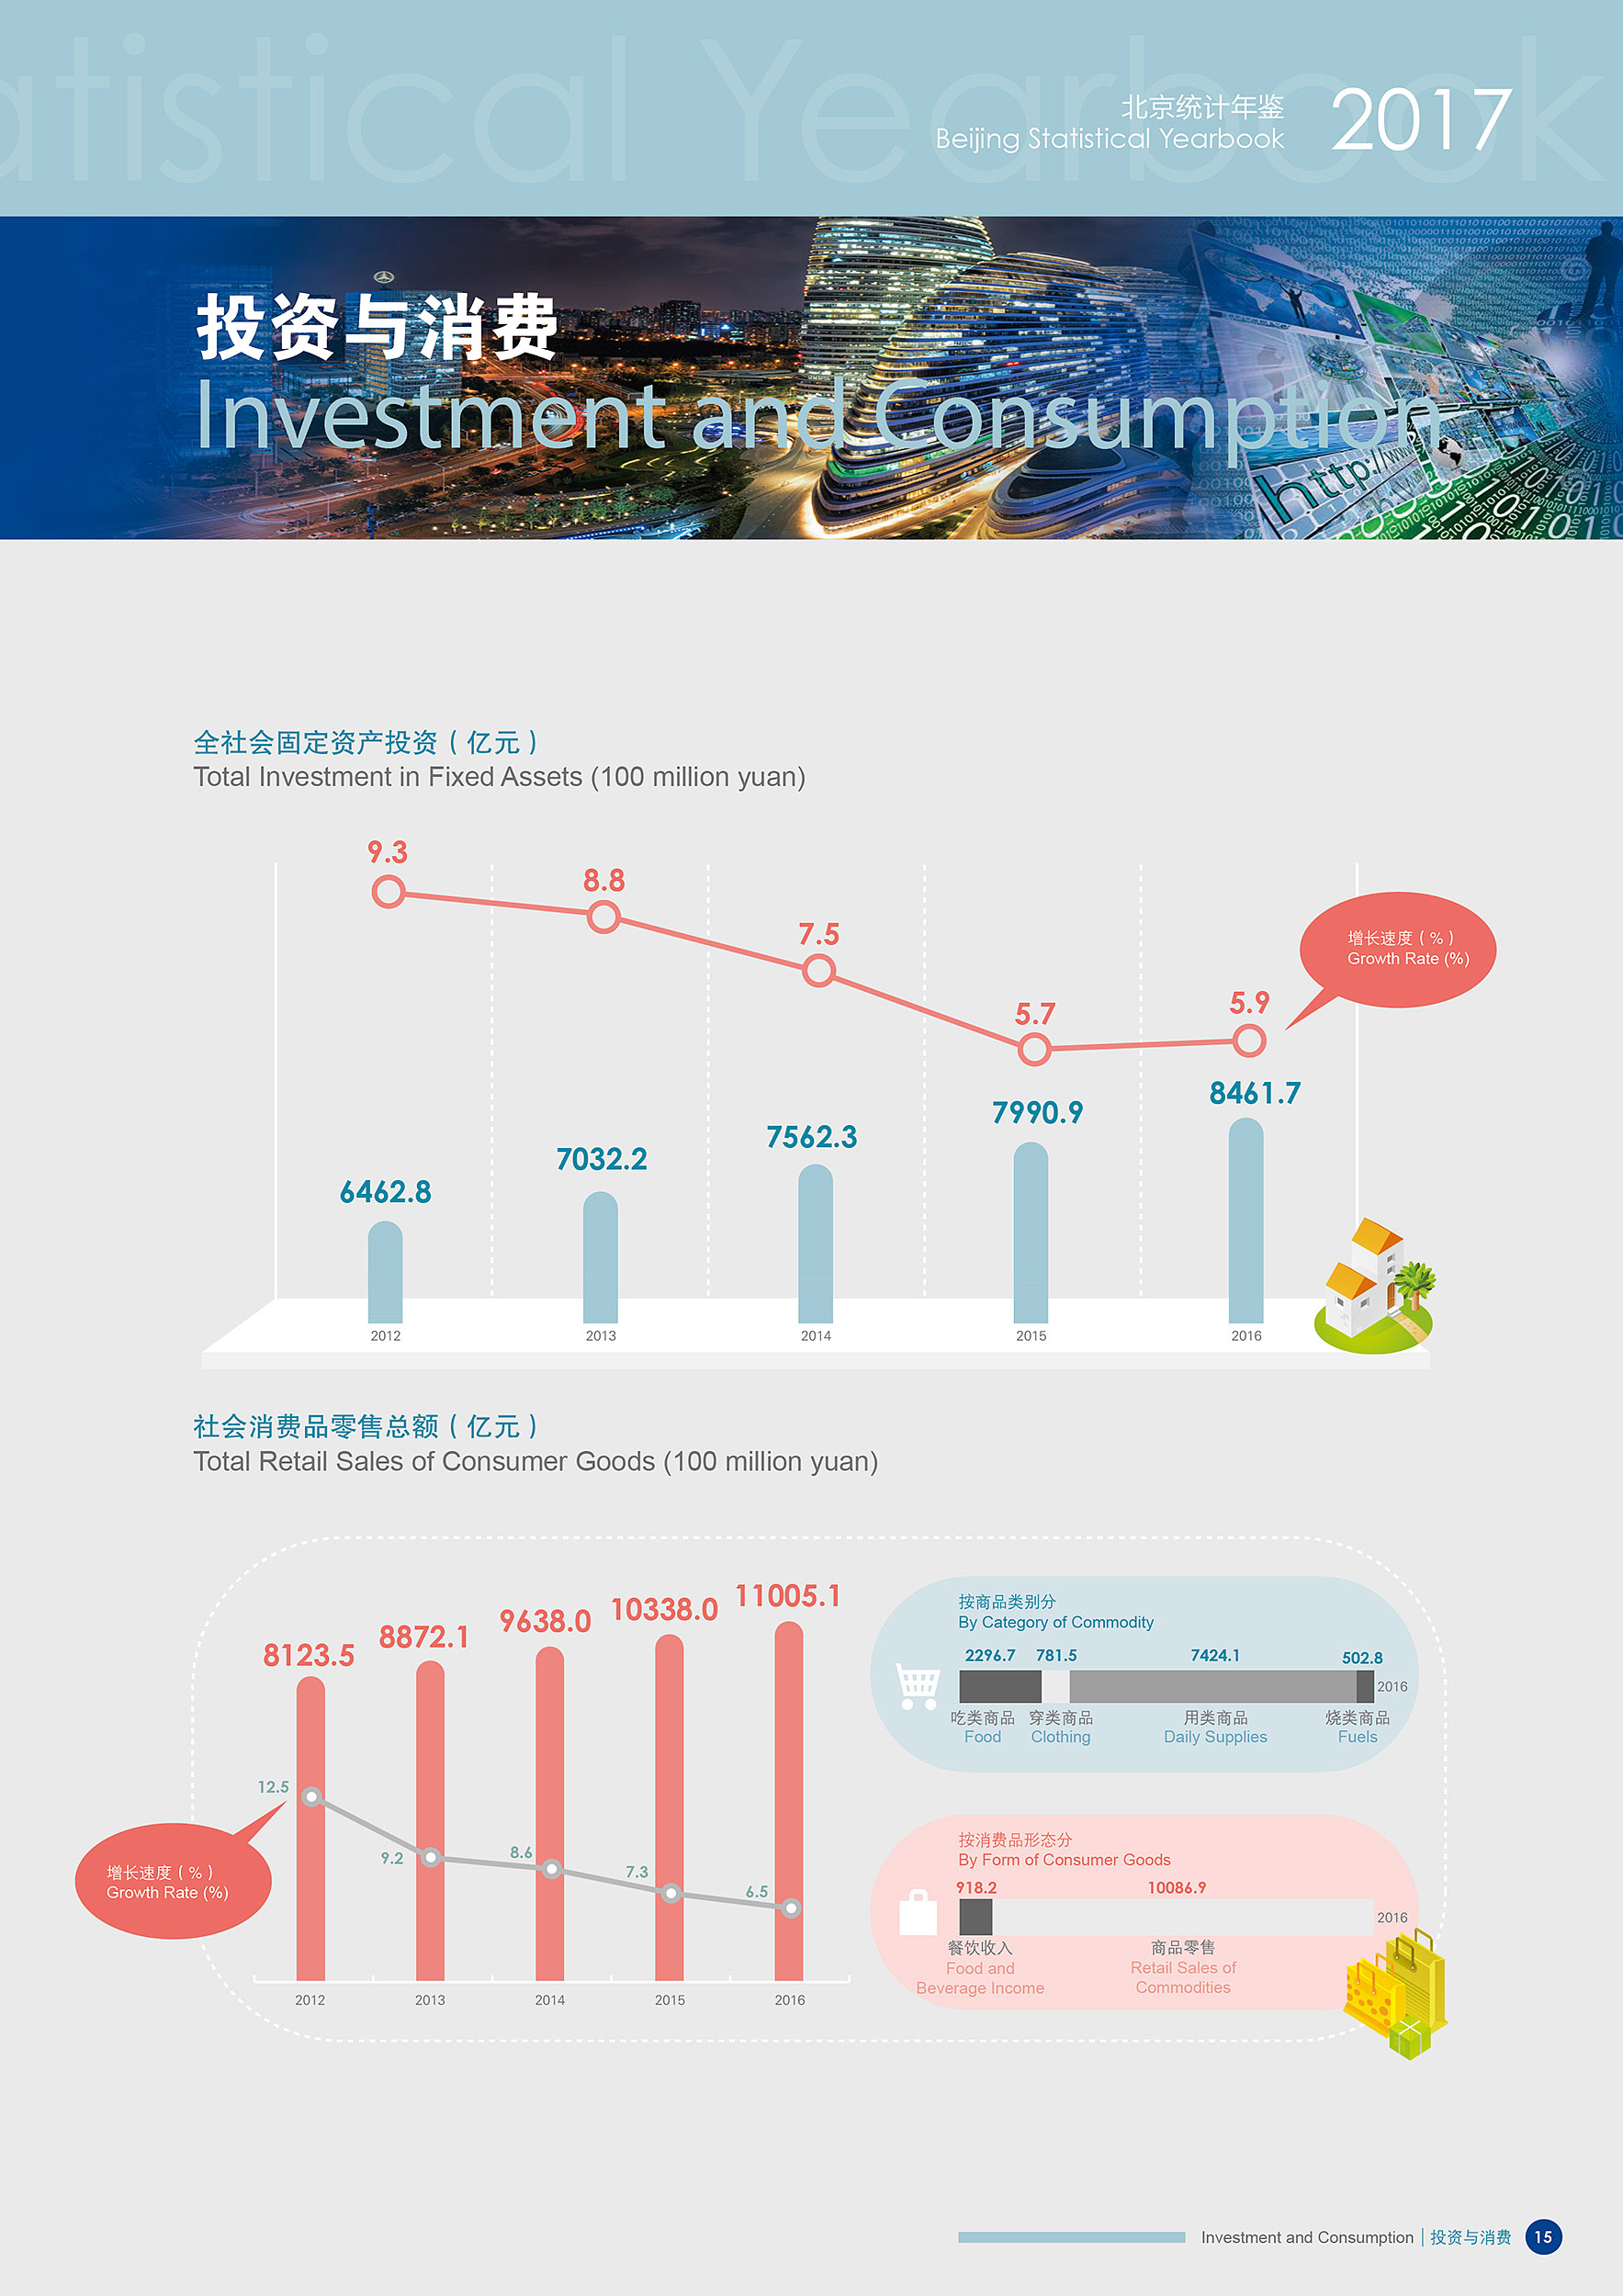 atistical Yearbook
北京统计年鉴
Beijing Statistical Yearbook
2017
投资与消费
Investment and Consumption
http://www
全社会固定资产投资（亿元）
Total Investment in Fixed Assets (100 million yuan)
9.3
8.8
7.5
5.7
5.9
增长速度（%）
Growth Rate (%)
6462.8
7032.2
7562.3
7990.9
8461.7
2012
2013
2014
2015
2016
社会消费品零售总额（亿元）
Total Retail Sales of Consumer Goods (100 million yuan)
8123.5
8872.1
9638.0
10338.0
11005.1
12.5
9.2
8.6
7.3
6.5
增长速度（%）
Growth Rate (%)
2012
2013
2014
2015
2016
按商品类别分
By Category of Commodity
2296.7
781.5
7424.1
502.8
2016
吃类商品
Food
穿类商品
Clothing
用类商品
Daily Supplies
烧类商品
Fuels
按消费品形态分
By Form of Consumer Goods
918.2
10086.9
2016
餐饮收入
Food and
Beverage Income
商品零售
Retail Sales of
Commodities
Investment and Consumption | 投资与消费
15